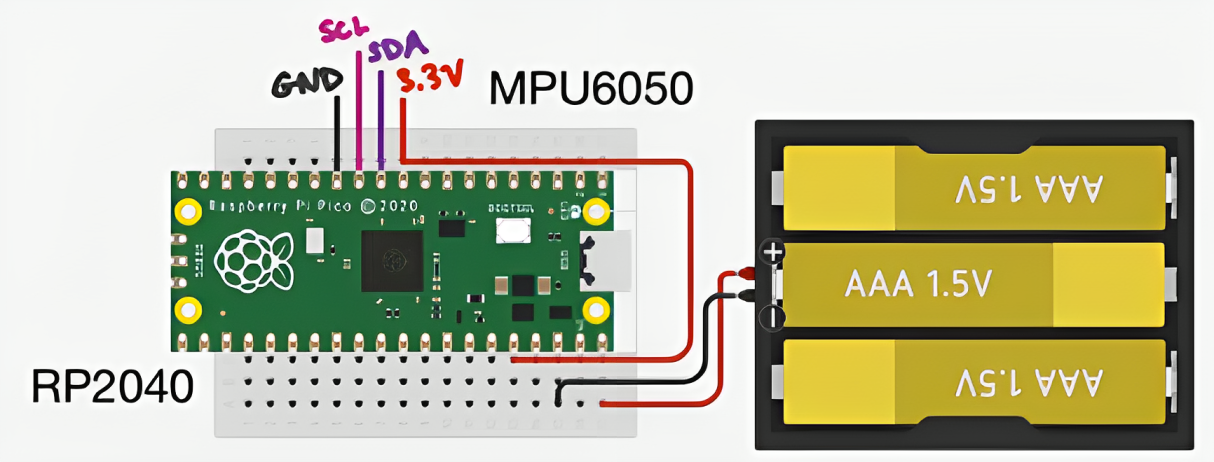 SCL
SDA
GND
3.3V
MPU6050
Raspberry Pi Pico © 2020
BOOTSEL
AAA 1.5V
AAA 1.5V
AAA 1.5V
+
-
RP2040